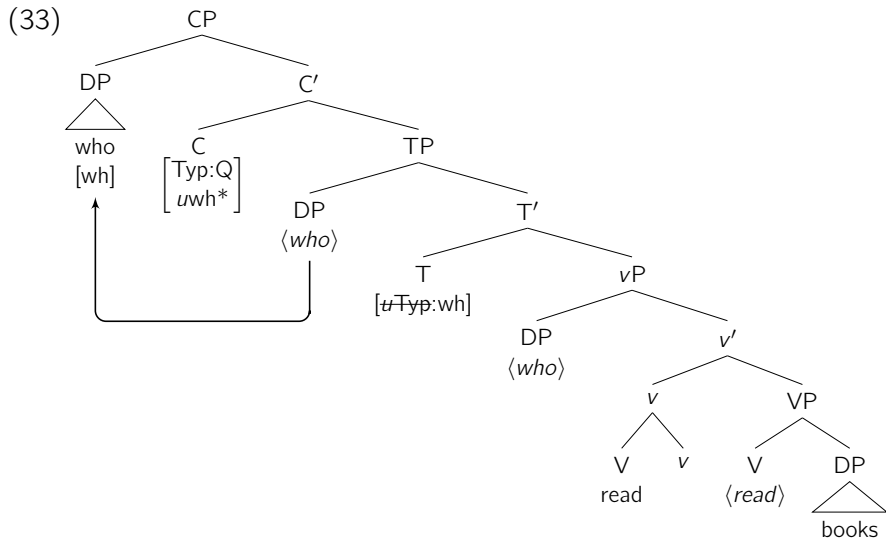 (33)
CP
DP C′
who
[wh]
C
[Typ:Q
uwh*]
TP
DP
⟨who⟩
T′
T
[uTyp:wh]
vP
DP
⟨who⟩
v′
v VP
V v V DP
read ⟨read⟩
books